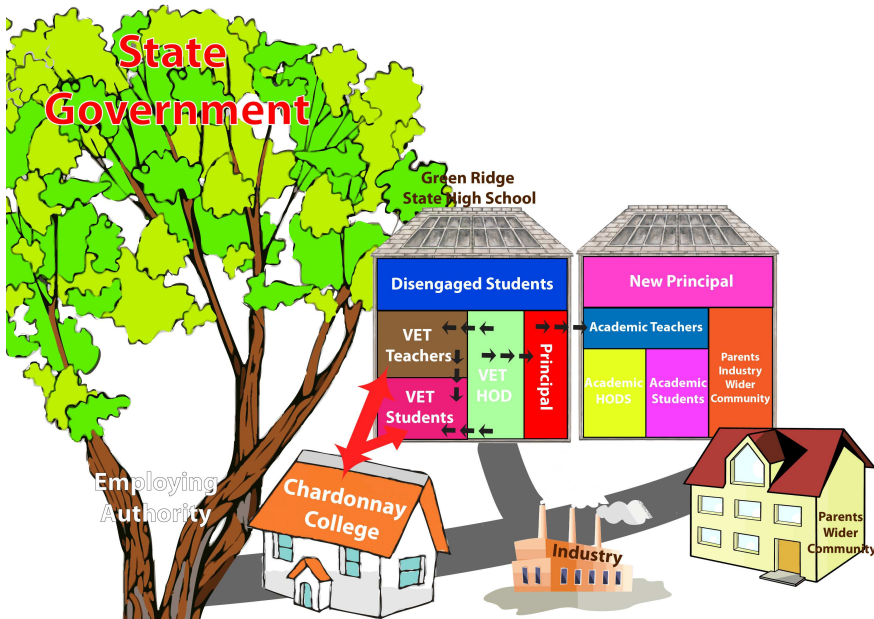 State
Government
Green Ridge
State High School
Disengaged Students
New Principal
VET
Teachers
VET
HOD
Principal
VET
Students
Academic Teachers
Academic
HODS
Academic
Students
Parents
Industry
Wider
Community
Employing
Authority
Chardonnay
College
Industry
Parents
Wider
Community